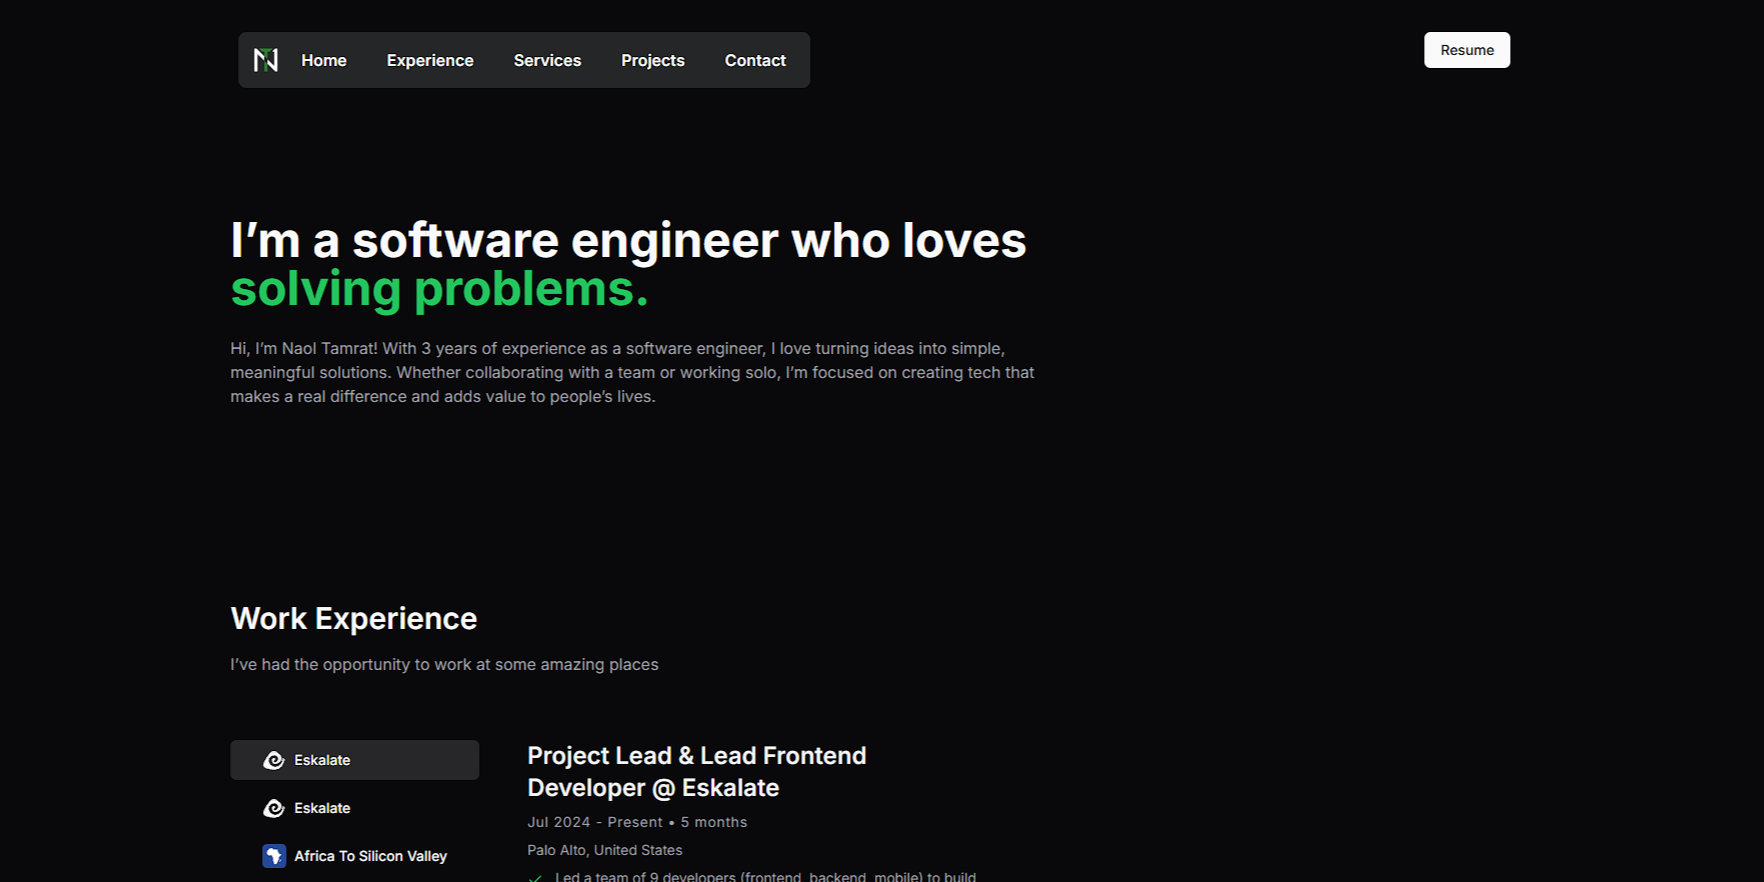 Home Experience Services Projects Contact
Resume
I’m a software engineer who loves
solving problems.
Hi, I’m Naol Tamrat! With 3 years of experience as a software engineer, I love turning ideas into simple,
meaningful solutions. Whether collaborating with a team or working solo, I’m focused on creating tech that
makes a real difference and adds value to people’s lives.
Work Experience
I’ve had the opportunity to work at some amazing places
Eskalate
Eskalate
Africa To Silicon Valley
Project Lead & Lead Frontend
Developer @ Eskalate
Jul 2024 - Present • 5 months
Palo Alto, United States
Led a team of 9 developers (frontend, backend, mobile) to build